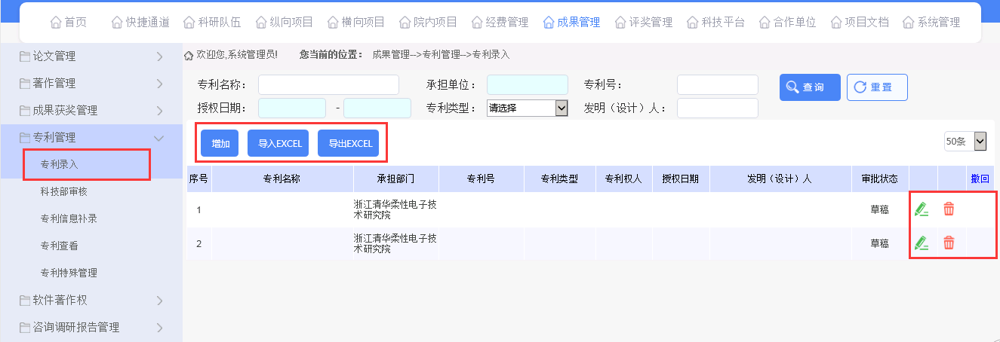 首页 快捷通道 科研队伍 纵向项目 横向项目 院内项目 经费管理 成果管理 评奖管理 科技平台 合作单位 项目文档 系统管理
论文管理
著作管理
成果获奖管理
专利管理
专利录入
科技部审核
专利信息补录
专利查看
专利特殊管理
软件著作权
咨询调研报告管理
欢迎您,系统管理员! 您当前的位置： 成果管理-->专利管理-->专利录入
专利名称： 承担单位： 专利号： 查询 重置
授权日期： - 专利类型： 请选择 发明（设计）人：
增加 导入EXCEL 导出EXCEL 50条
序号 专利名称 承担部门 专利号 专利类型 专利权人 授权日期 发明（设计）人 审批状态 撤回
1 浙江清华柔性电子技 草稿
术研究院
2 浙江清华柔性电子技 草稿
术研究院